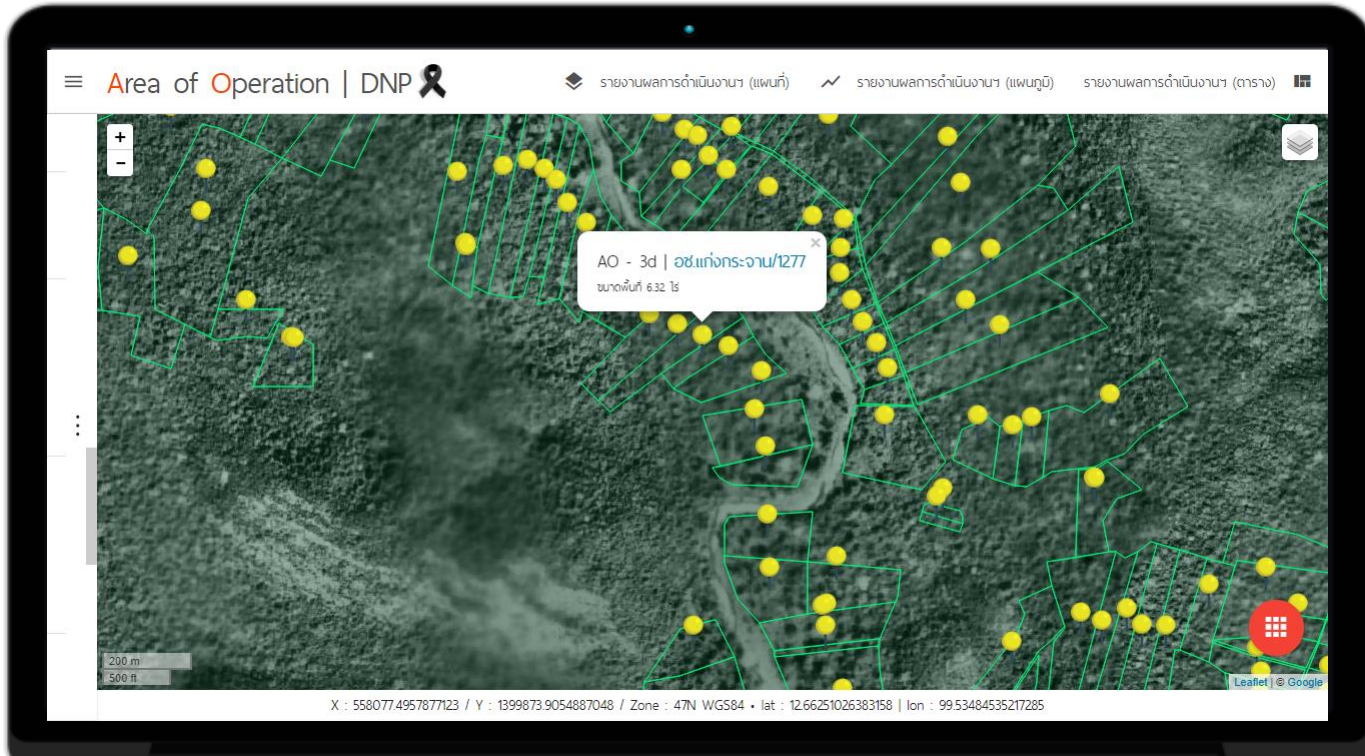 Area of Operation | DNP
รายงานผลการดำเนินงานฯ (แผนที่)
รายงานผลการดำเนินงานฯ (แผนภูมิ)
รายงานผลการดำเนินงานฯ (ตาราง)
+
-
×
AO - 3d | อช.แก่งกระจาน/1277
ขนาดพื้นที่ 6.32 ไร่
200 m
500 ft
Leaflet | © Google
X : 558077.4957877123 / Y : 1399873.9054887048 / Zone : 47N WGS84 • lat : 12.66251026383158 | lon : 99.53484535217285